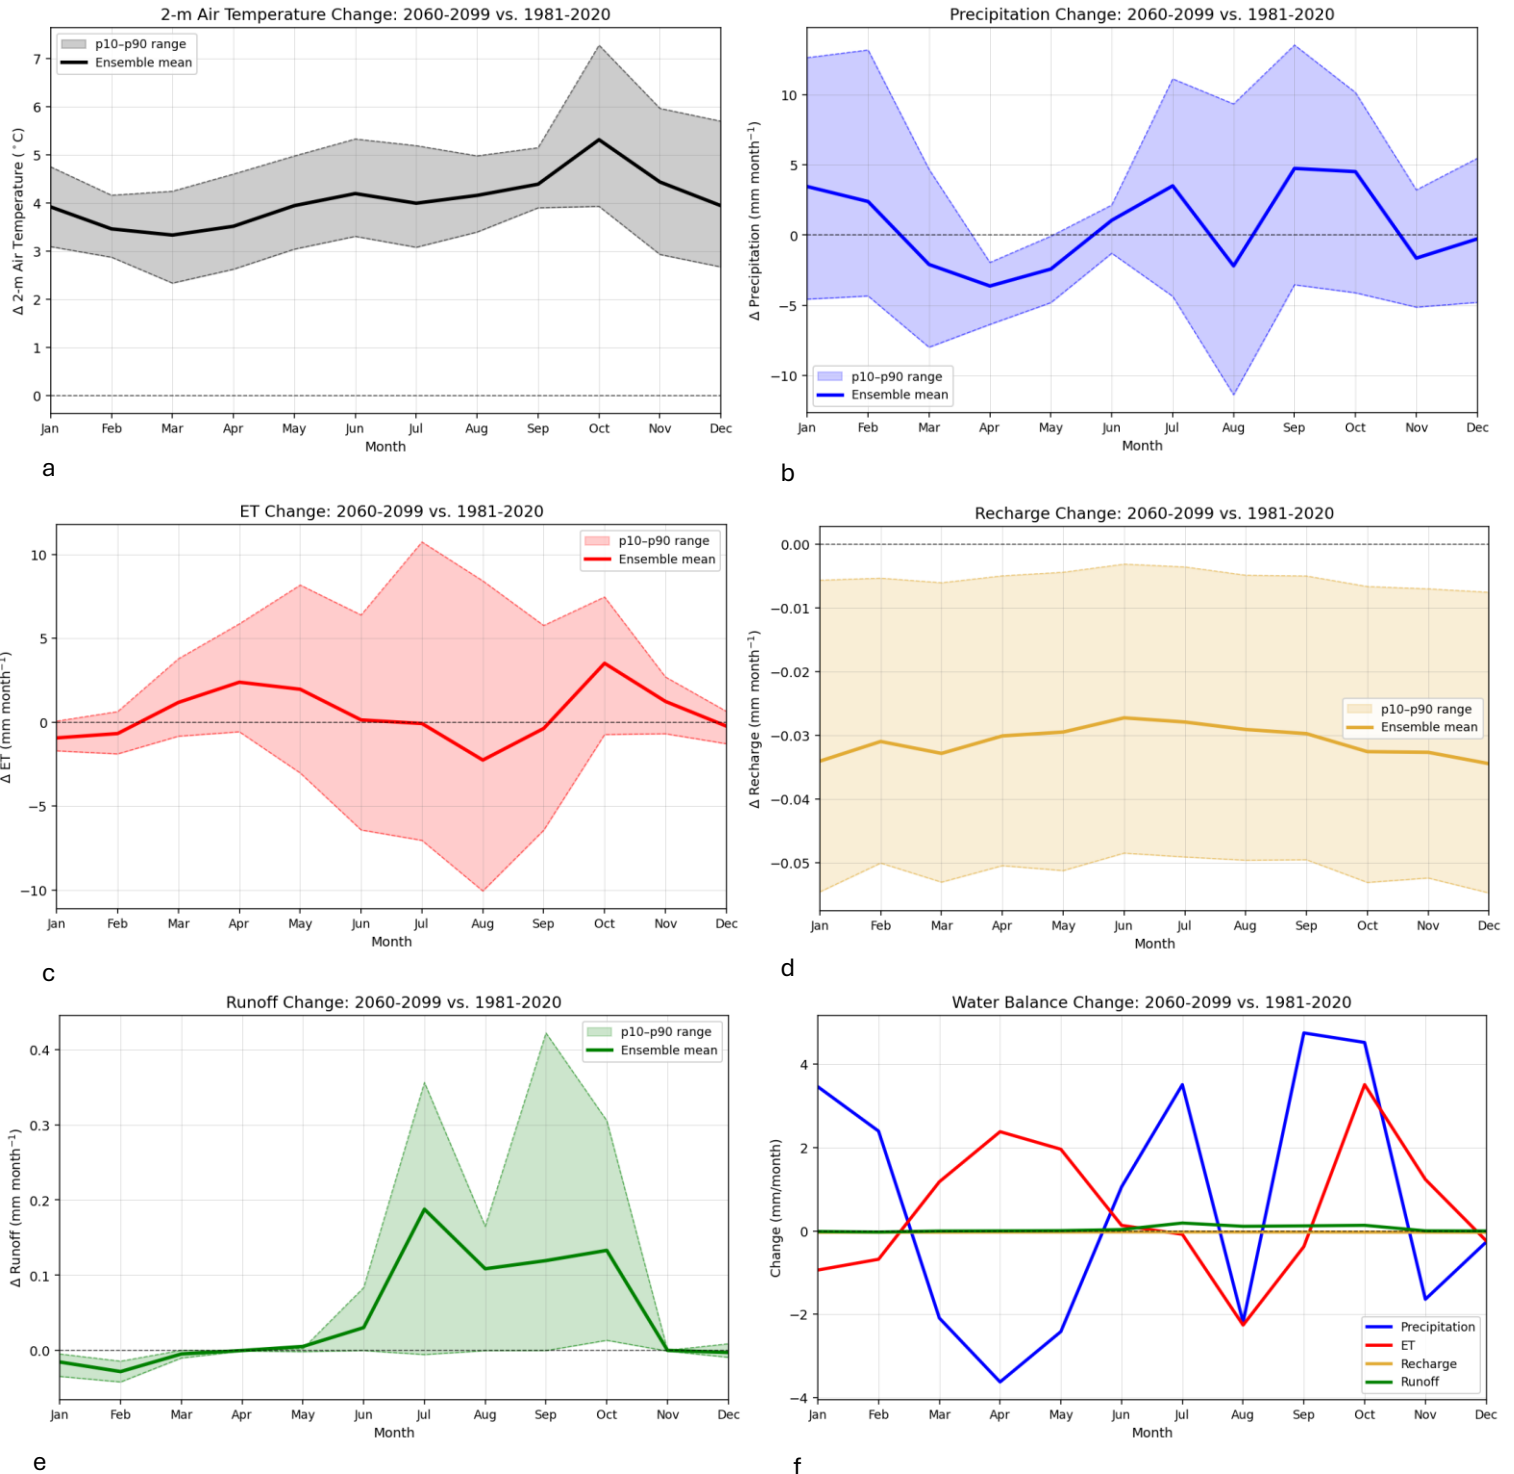 2-m Air Temperature Change: 2060-2099 vs. 1981-2020
p10–p90 range
Ensemble mean
Δ 2-m Air Temperature (°C)
7
6
5
4
3
2
1
0
Jan Feb Mar Apr May Jun Jul Aug Sep Oct Nov Dec
Month
a
Precipitation Change: 2060-2099 vs. 1981-2020
Δ Precipitation (mm month⁻¹)
10
5
0
−5
−10
p10–p90 range
Ensemble mean
Jan Feb Mar Apr May Jun Jul Aug Sep Oct Nov Dec
Month
b
ET Change: 2060-2099 vs. 1981-2020
p10–p90 range
Ensemble mean
Δ ET (mm month⁻¹)
10
5
0
−5
−10
Jan Feb Mar Apr May Jun Jul Aug Sep Oct Nov Dec
Month
c
Recharge Change: 2060-2099 vs. 1981-2020
Δ Recharge (mm month⁻¹)
0.00
−0.01
−0.02
−0.03
−0.04
−0.05
p10–p90 range
Ensemble mean
Jan Feb Mar Apr May Jun Jul Aug Sep Oct Nov Dec
Month
d
Runoff Change: 2060-2099 vs. 1981-2020
p10–p90 range
Ensemble mean
Δ Runoff (mm month⁻¹)
0.4
0.3
0.2
0.1
0.0
Jan Feb Mar Apr May Jun Jul Aug Sep Oct Nov Dec
Month
e
Water Balance Change: 2060-2099 vs. 1981-2020
Change (mm/month)
4
2
0
−2
−4
Precipitation
ET
Recharge
Runoff
Jan Feb Mar Apr May Jun Jul Aug Sep Oct Nov Dec
Month
f